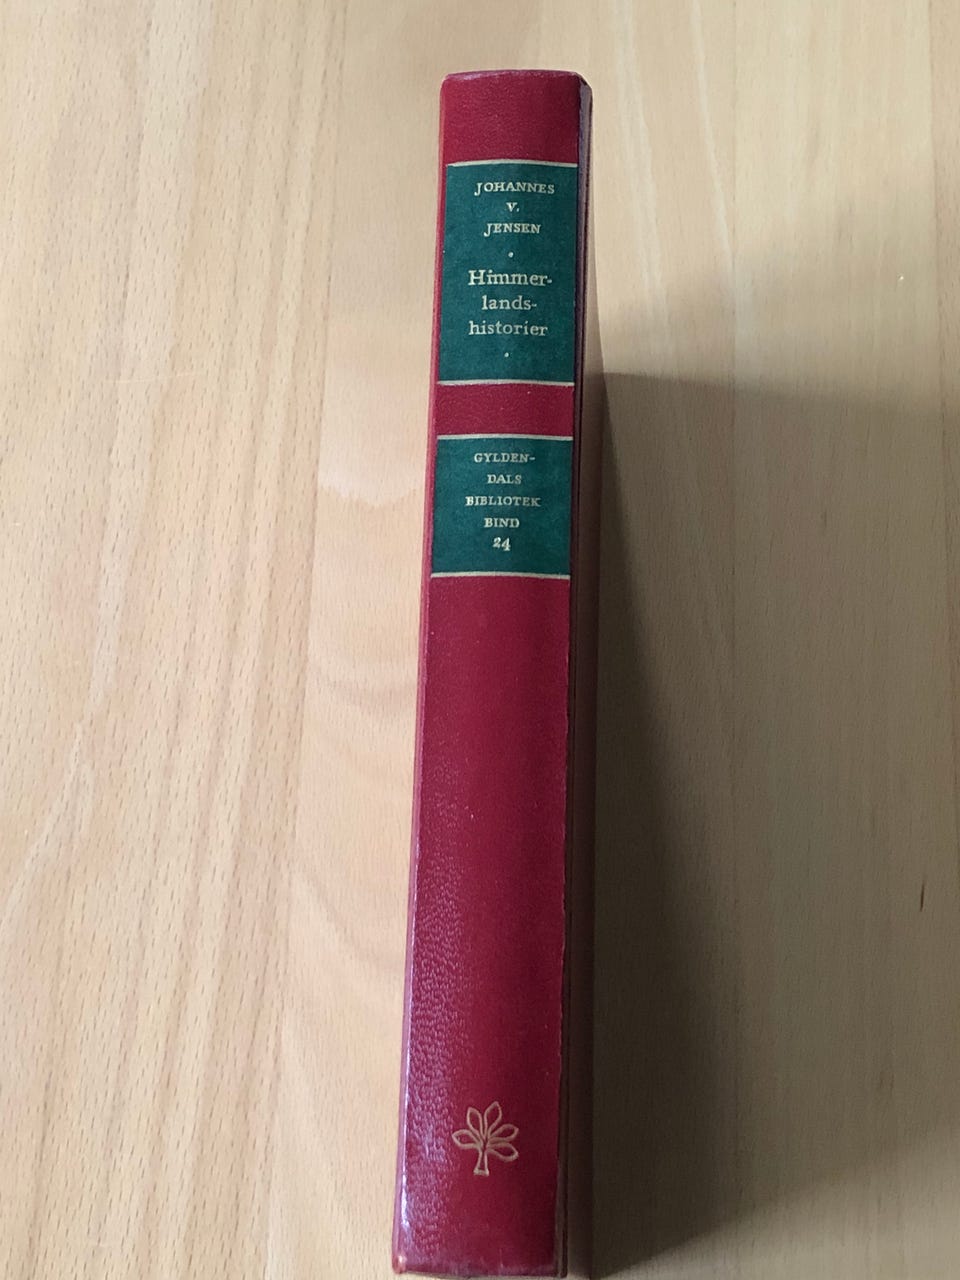 JOHANNES
V.
JENSEN
Himmer-
lands-
historier
GYLDEN-
DALS
BIBLIOTEK
BIND
24